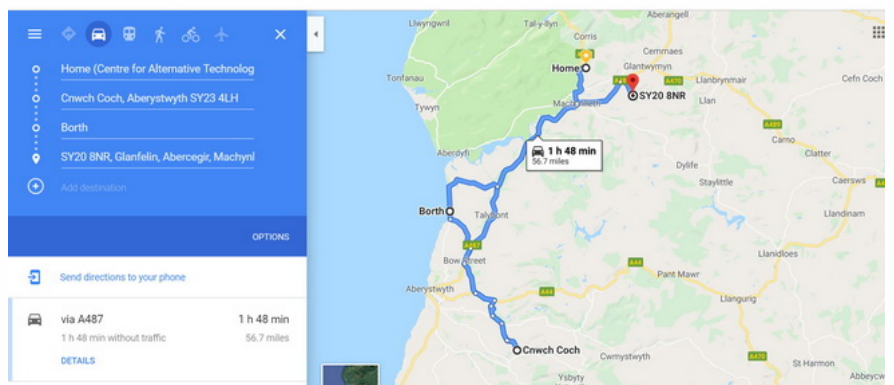 Home (Centre for Alternative Technolog
Cnwch Coch, Aberystwyth SY23 4LH
Borth
SY20 8NR, Glanfelin, Abercegir, Machynl
Add destination
OPTIONS
Send directions to your phone
via A487
1 h 48 min
1 h 48 min without traffic
56.7 miles
DETAILS
Llwyngwril
Tal-y-llyn
Aberangell
Corris
Cemmaes
Home
Glantwymyn
A470
Llanbrynmair
Cefn Coch
Tonfanau
SY20 8NR
Machynlleth
Llan
Tywyn
A470
A489
Carno
1 h 48 min
56.7 miles
Clatter
Aberdyfi
Dylife
Staylittle
Caersws
Borth
Talybont
Llandinam
A487
Bow Street
Llanidloes
A44
Pant Mawr
Aberystwyth
A44
Llangurig
Cnwch Coch
Cwmystwyth
A470
St Harmon
Ysbyty
Abbeycw